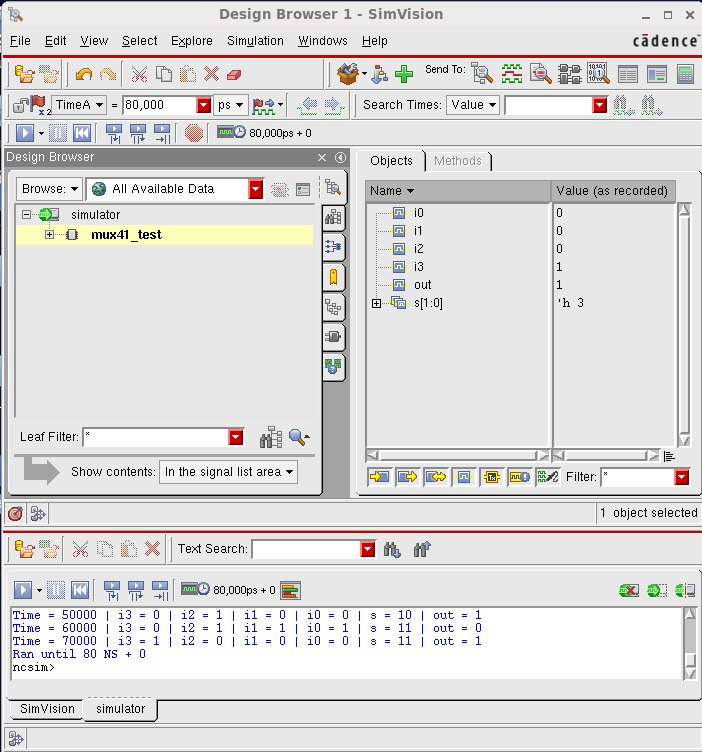 Design Browser 1 - SimVision
File Edit View Select Explore Simulation Windows Help
cādence
Send To:
x2 TimeA = 80,000 ps Search Times: Value
80,000ps + 0
Design Browser
Browse: All Available Data
simulator
mux41_test
Leaf Filter: *
Show contents: In the signal list area
Objects Methods
Name Value (as recorded)
i0 0
i1 0
i2 0
i3 1
out 1
s[1:0] 'h 3
Filter: *
1 object selected
Text Search:
80,000ps + 0
Time = 50000 | i3 = 0 | i2 = 1 | i1 = 0 | i0 = 0 | s = 10 | out = 1
Time = 60000 | i3 = 0 | i2 = 1 | i1 = 1 | i0 = 1 | s = 11 | out = 0
Time = 70000 | i3 = 1 | i2 = 0 | i1 = 0 | i0 = 0 | s = 11 | out = 1
Ran until 80 NS + 0
ncsim>
SimVision simulator